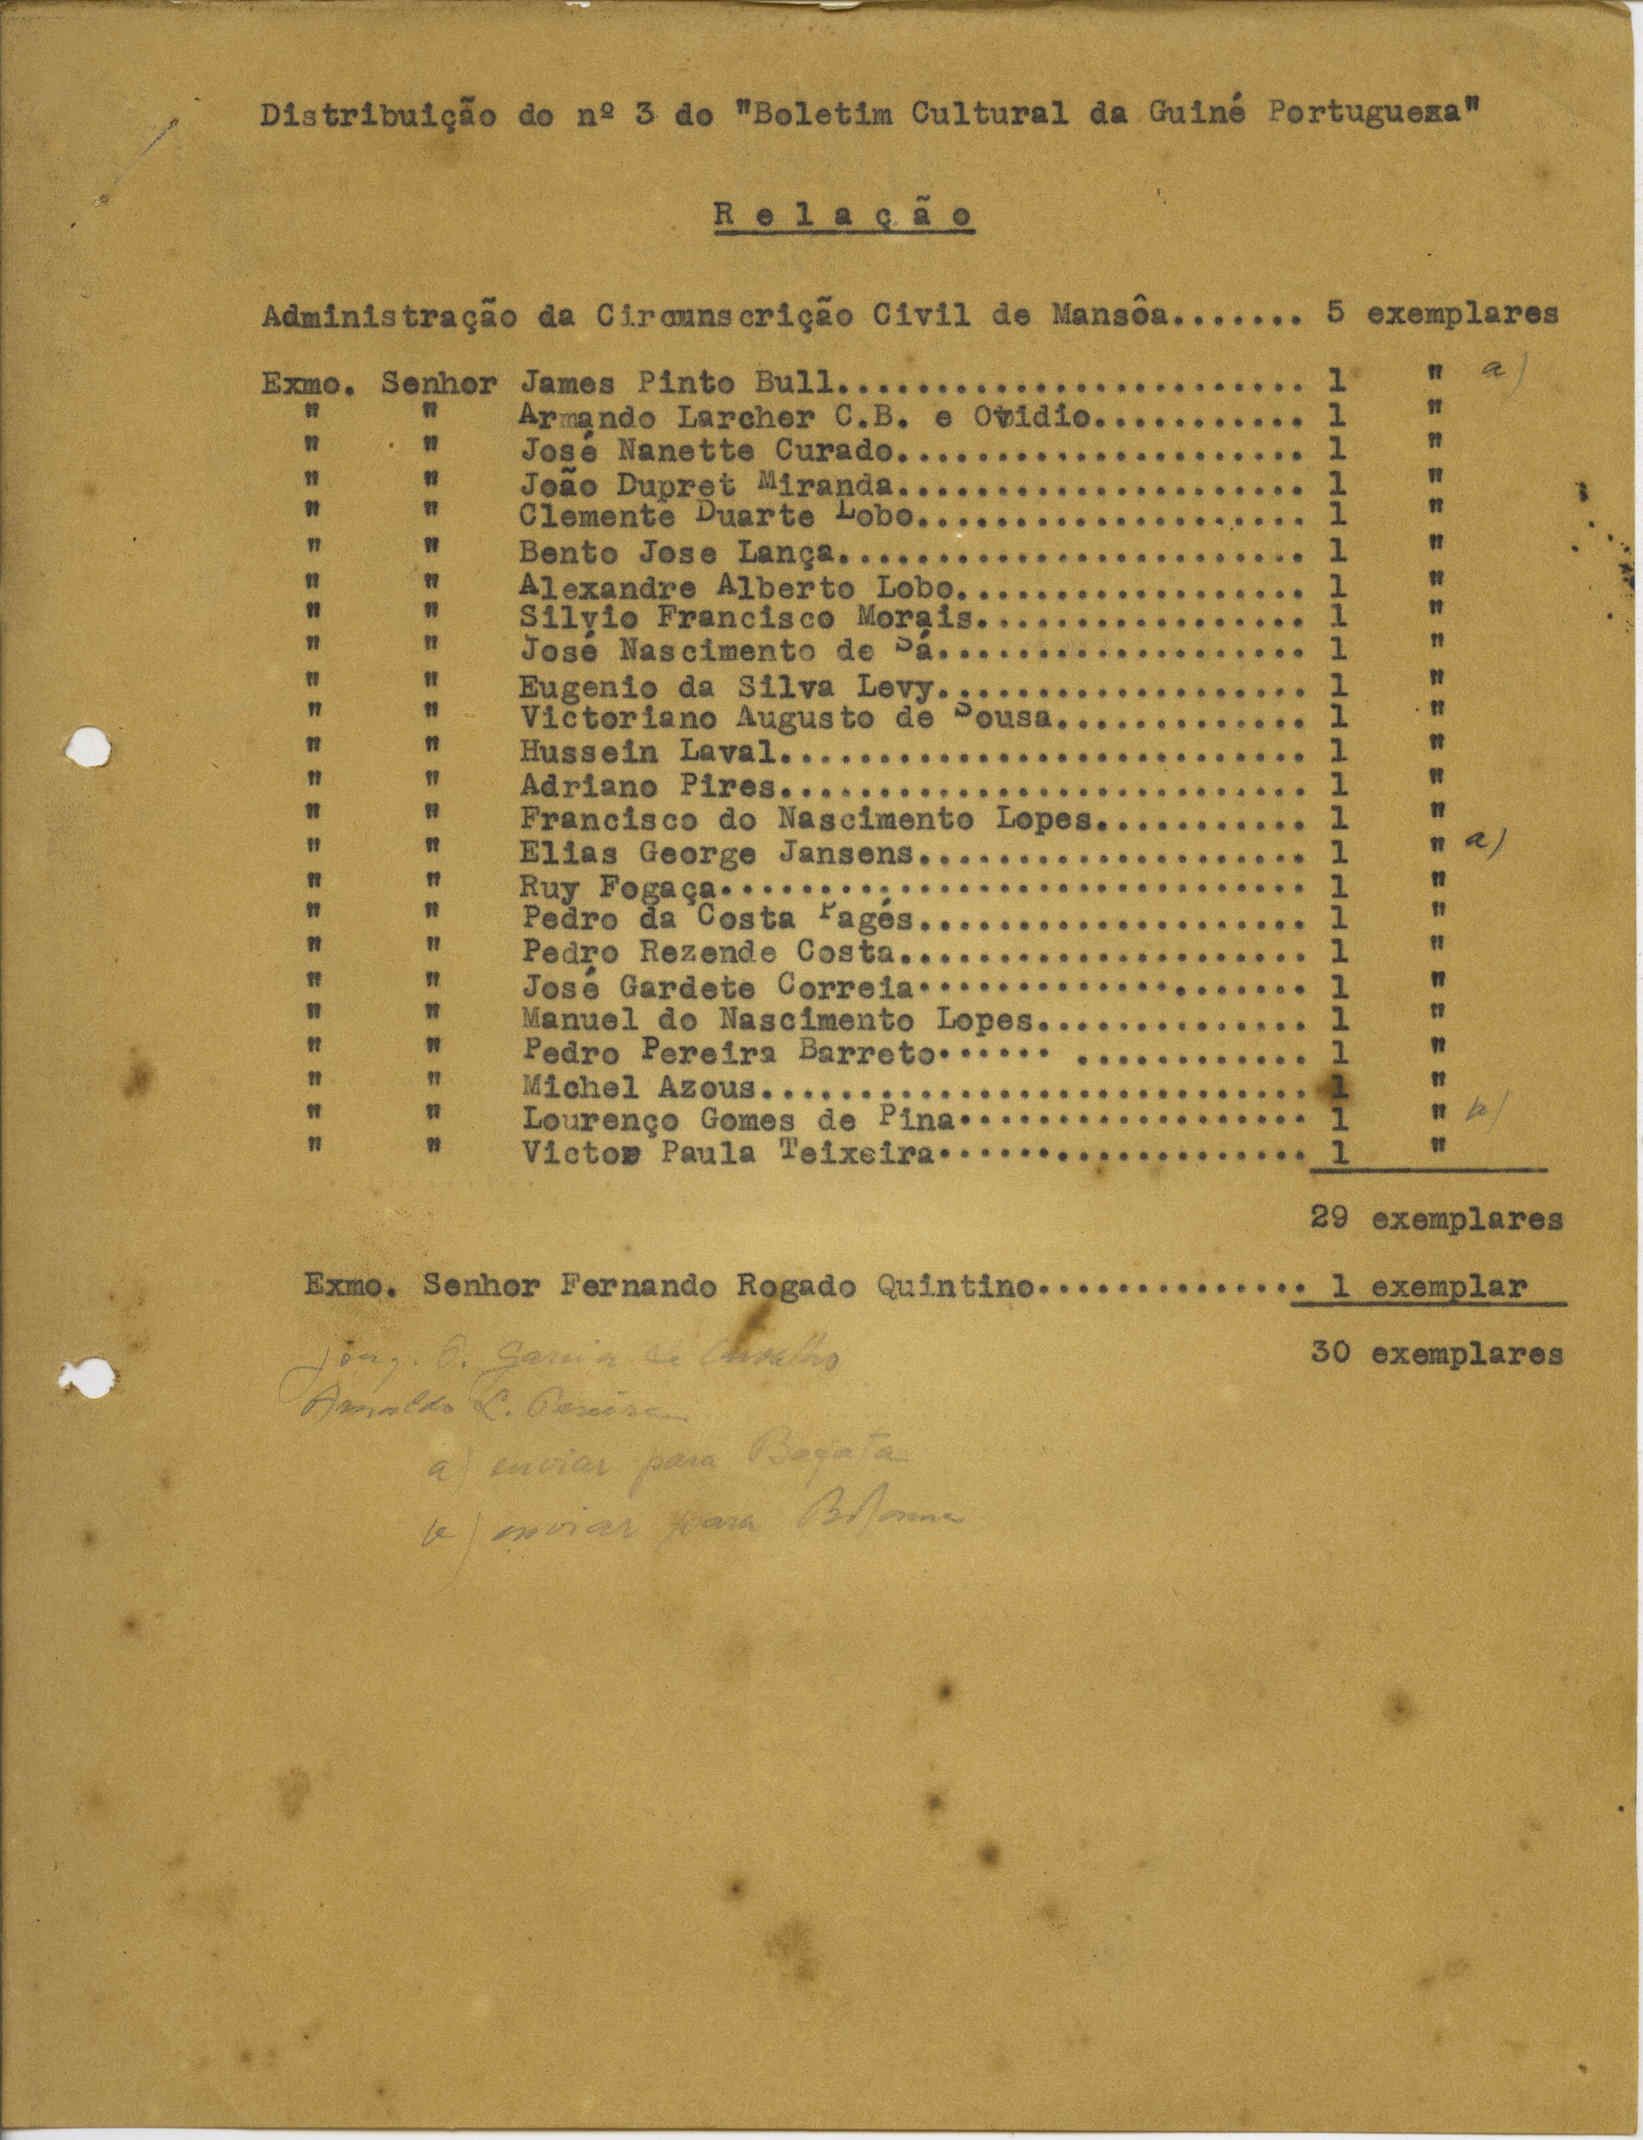 Distribuição do nº 3 do "Boletim Cultural da Guiné Portuguesa"
Relação
Administração da Circunscrição Civil de Mansôa....... 5 exemplares
Exmo. Senhor James Pinto Bull........................ 1 " a)
" " Armando Larcher C.B. e Ovidio........... 1 "
" " José Nanette Curado..................... 1 "
" " João Dupret Miranda..................... 1 "
" " Clemente Duarte Lobo.................... 1 "
" " Bento Jose Lança........................ 1 "
" " Alexandre Alberto Lobo.................. 1 "
" " Silvio Francisco Morais................. 1 "
" " José Nascimento de Sá................... 1 "
" " Eugenio da Silva Levy................... 1 "
" " Victoriano Augusto de Sousa............. 1 "
" " Hussein Laval........................... 1 "
" " Adriano Pires........................... 1 "
" " Francisco do Nascimento Lopes........... 1 "
" " Elias George Jansens.................... 1 " a)
" " Ruy Fogaça.............................. 1 "
" " Pedro da Costa Pagés.................... 1 "
" " Pedro Rezende Costa..................... 1 "
" " José Gardete Correia.................... 1 "
" " Manuel do Nascimento Lopes.............. 1 "
" " Pedro Pereira Barreto...... ............ 1 "
" " Michel Azous............................ 1 "
" " Lourenço Gomes de Pina.................. 1 " b)
" " Victor Paula Teixeira................... 1 "
29 exemplares
Exmo. Senhor Fernando Rogado Quintino.............. 1 exemplar
30 exemplares
Garcia de Carvalho
Arnaldo
a) enviar para
b) enviar para